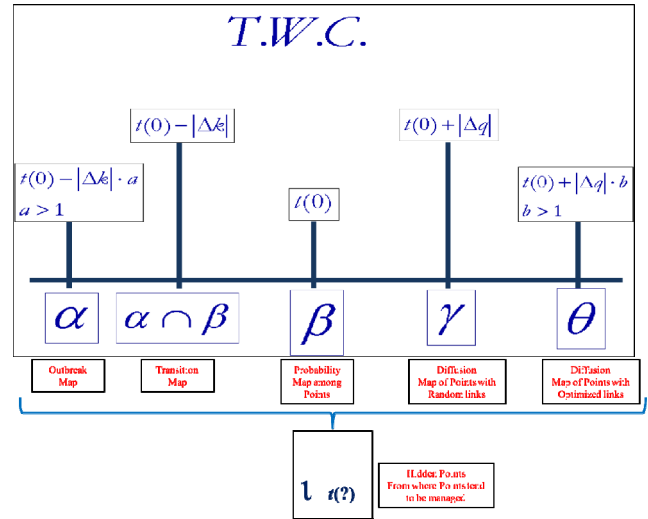 T.W.C.
t(0)−|Δk|
t(0)+|Δq|
t(0)−|Δk|·a
a > 1
t(0)
t(0)+|Δq|·b
b > 1
α
α ∩ β
β
γ
θ
Outbreak
Map
Transition
Map
Probability
Map among
Points
Diffusion
Map of Points with
Random links
Diffusion
Map of Points with
Optimized links
ι t(?)
Hidden Points
From where Points tend
to be managed